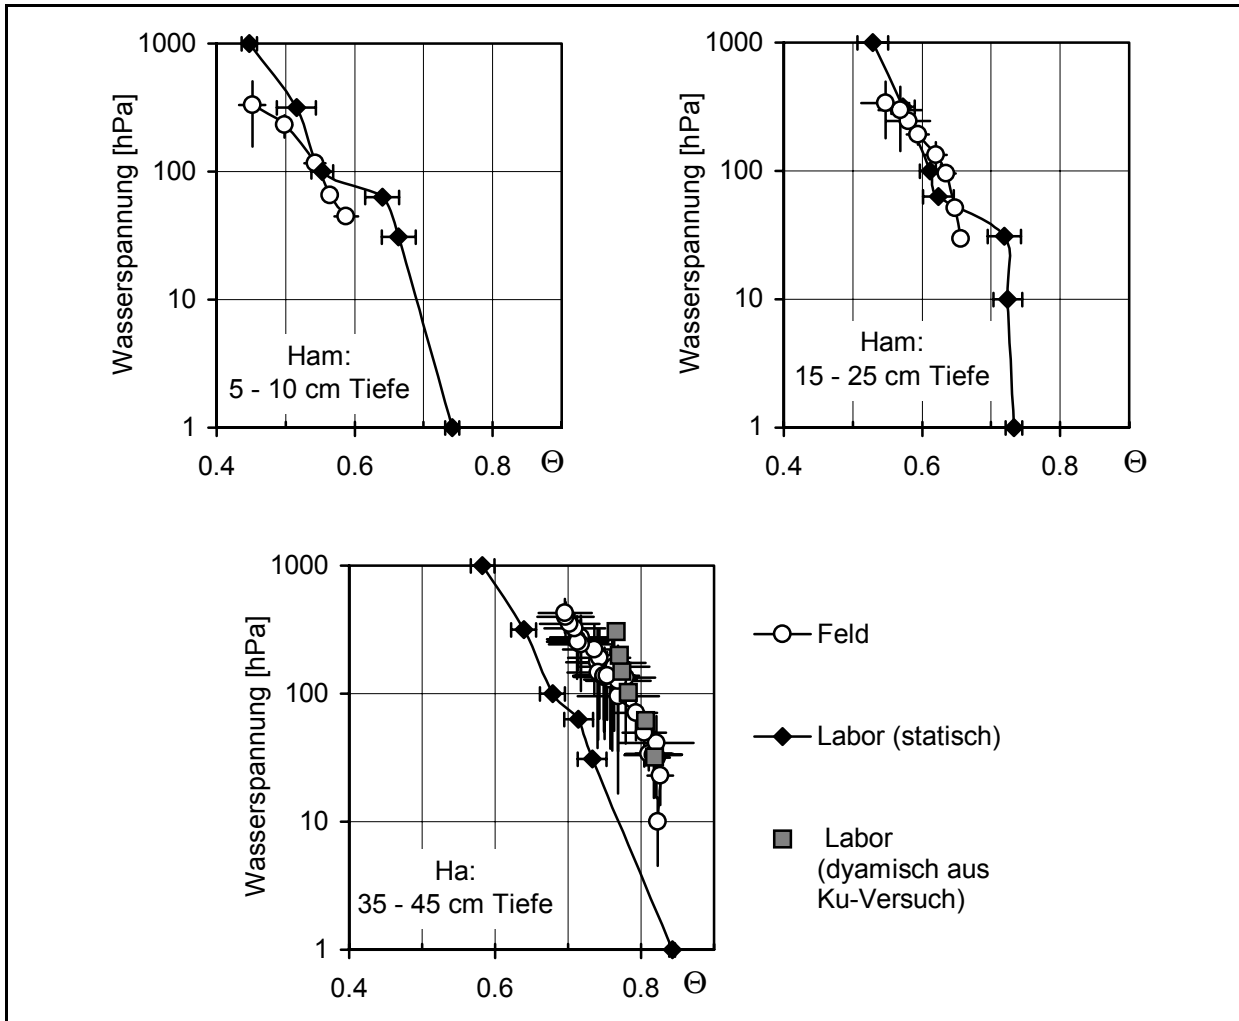 Wasserspannung [hPa]
1000
100
10
1
Ham:
5 - 10 cm Tiefe
0.4
0.6
0.8
Θ
Wasserspannung [hPa]
1000
100
10
1
Ham:
15 - 25 cm Tiefe
0.4
0.6
0.8
Θ
Wasserspannung [hPa]
1000
100
10
1
Ha:
35 - 45 cm Tiefe
0.4
0.6
0.8
Θ
Feld
Labor (statisch)
Labor
(dyamisch aus
Ku-Versuch)